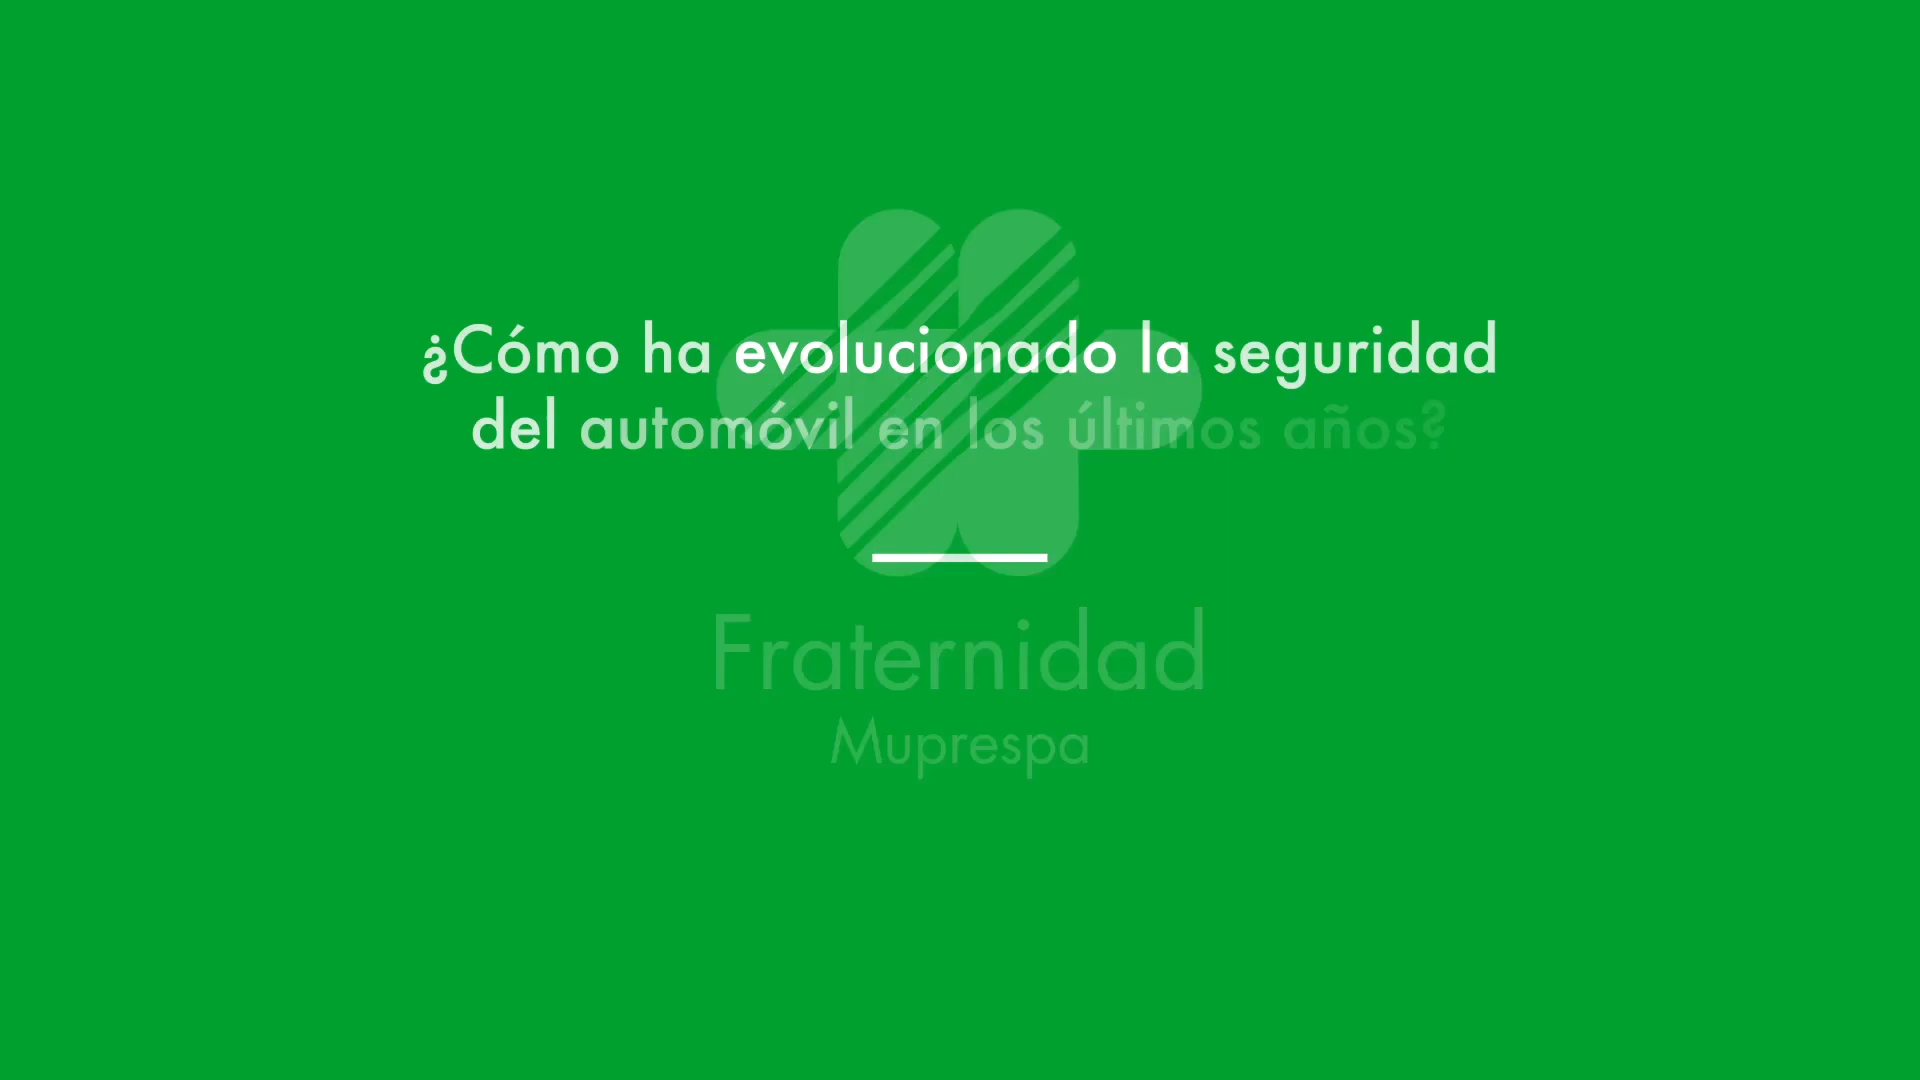 ¿Cómo ha evolucionado la seguridad
del automóvil en los últimos años?
Fraternidad
Muprespa